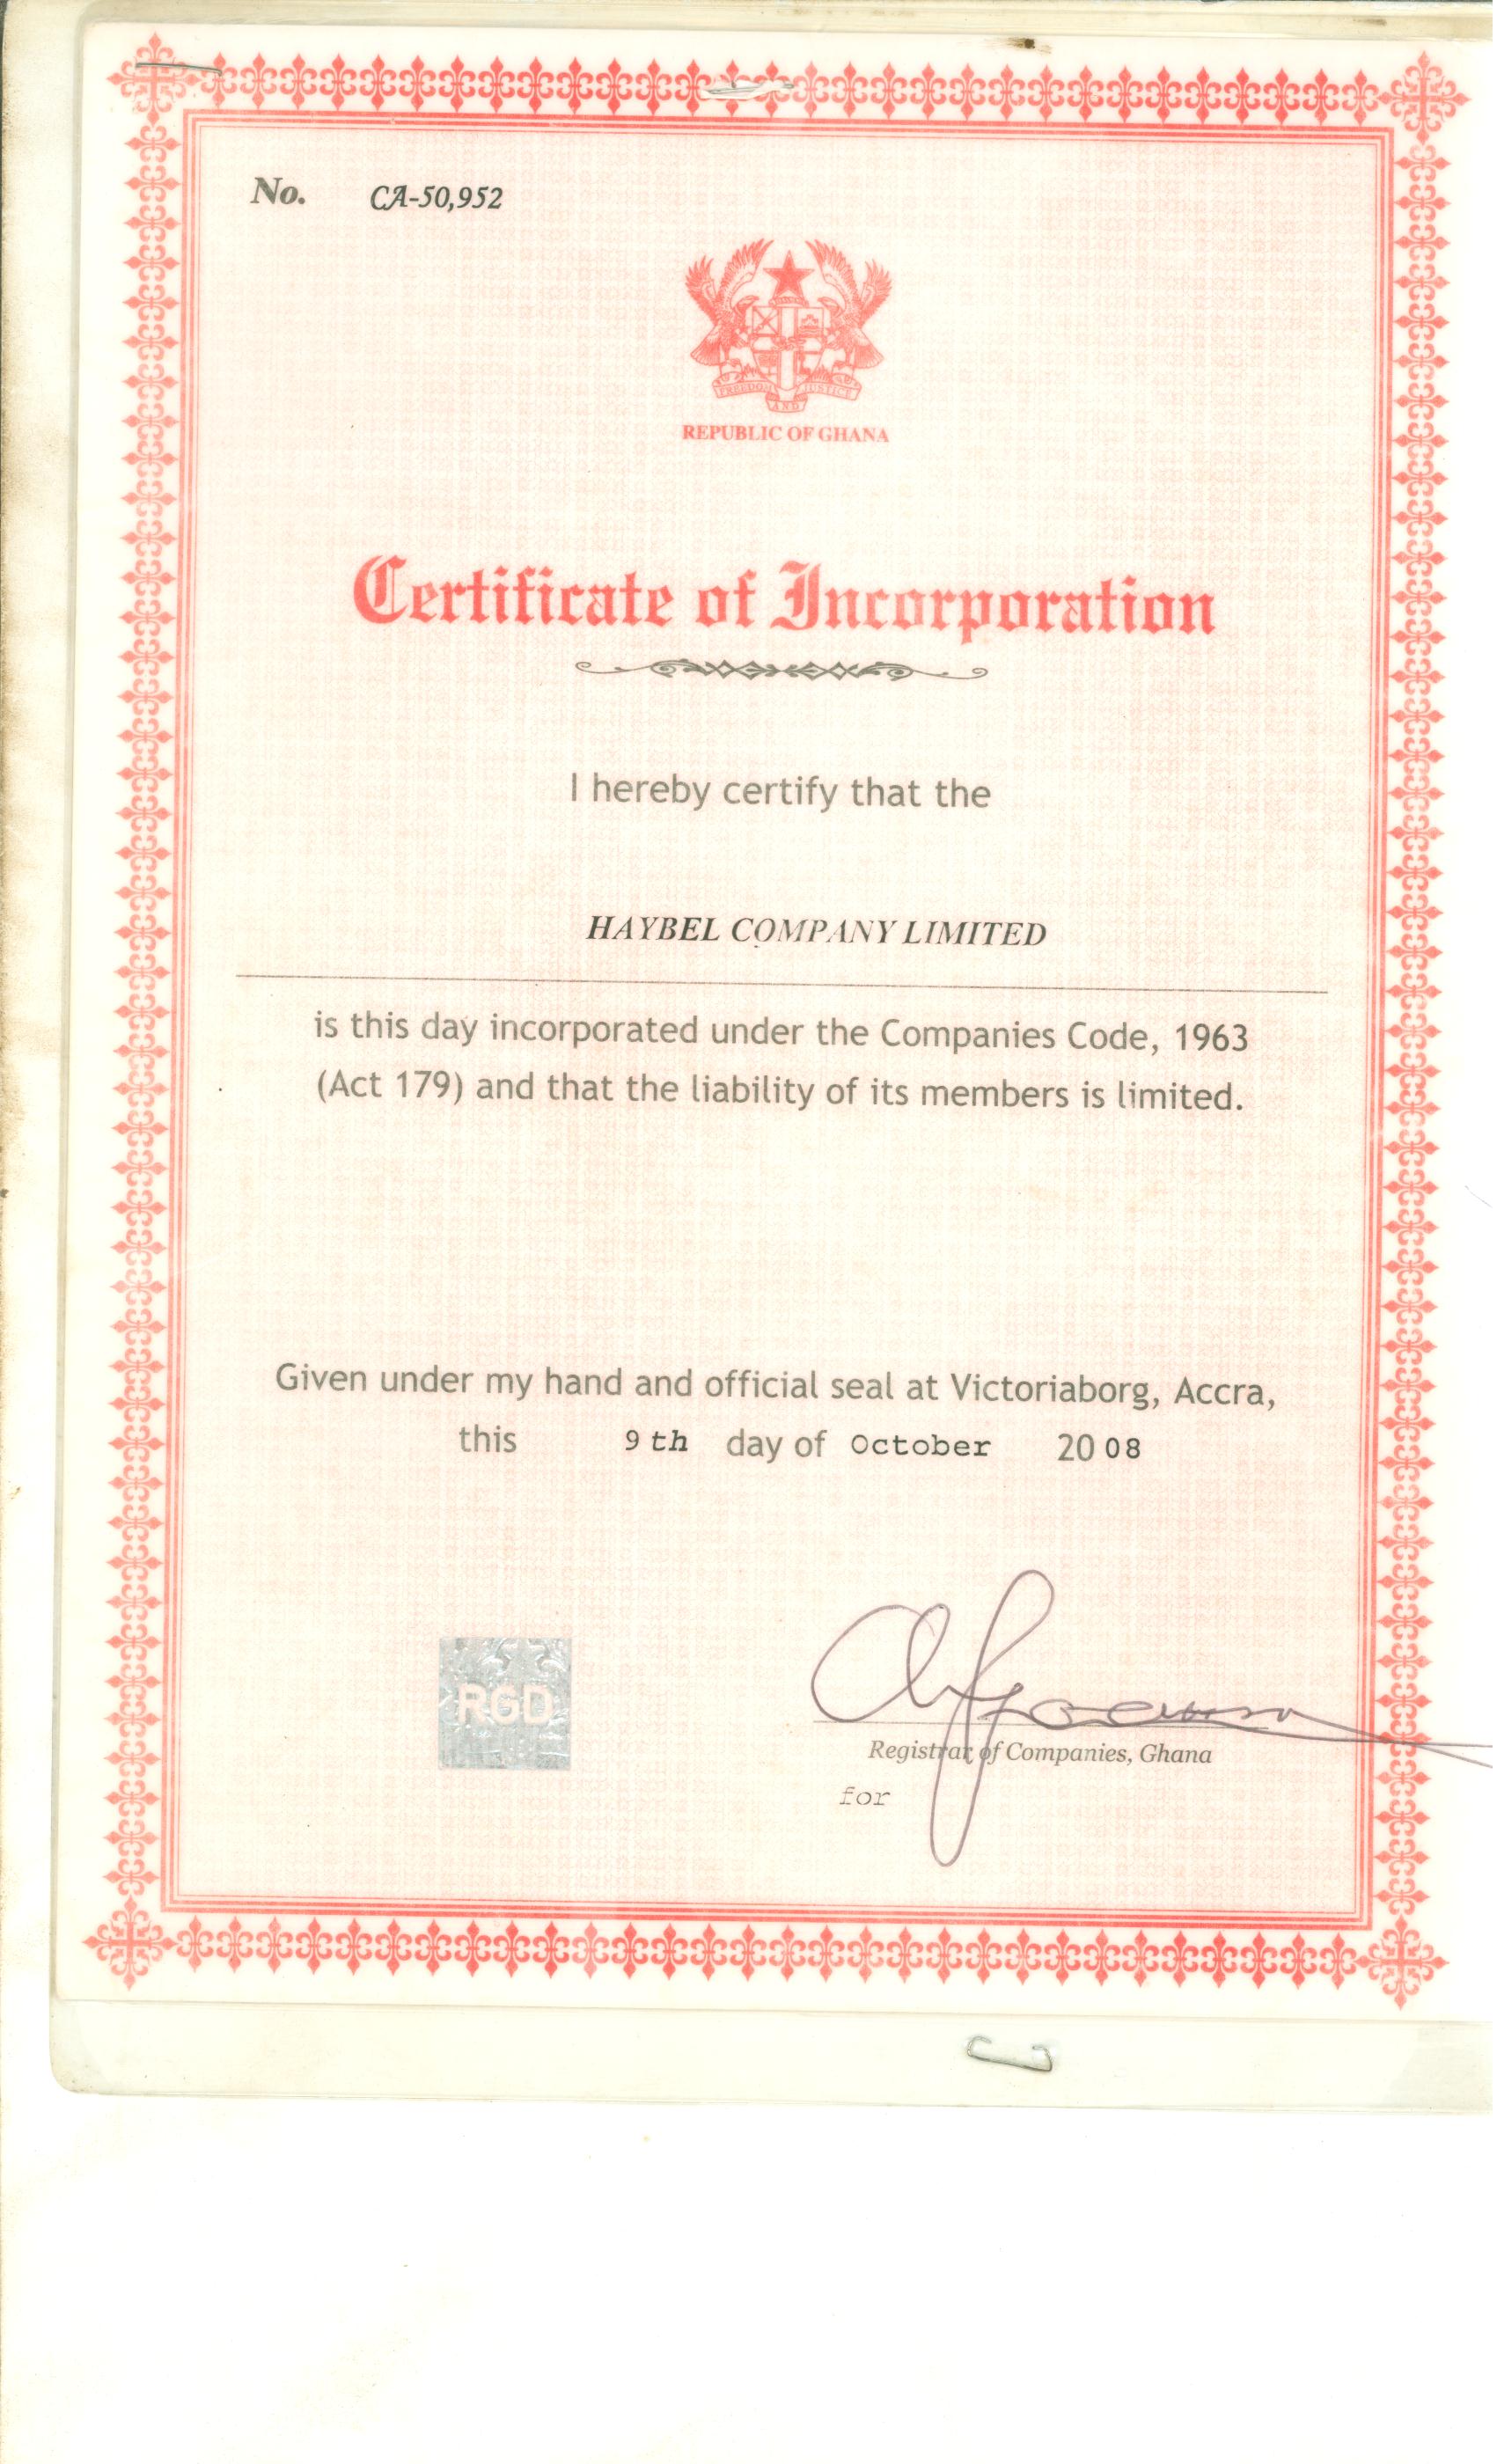 No. CA-50,952
FREEDOM AND JUSTICE
REPUBLIC OF GHANA
Certificate of Incorporation
I hereby certify that the
HAYBEL COMPANY LIMITED
is this day incorporated under the Companies Code, 1963
(Act 179) and that the liability of its members is limited.
Given under my hand and official seal at Victoriaborg, Accra,
this 9th day of October 2008
RGD
Registrar of Companies, Ghana
for